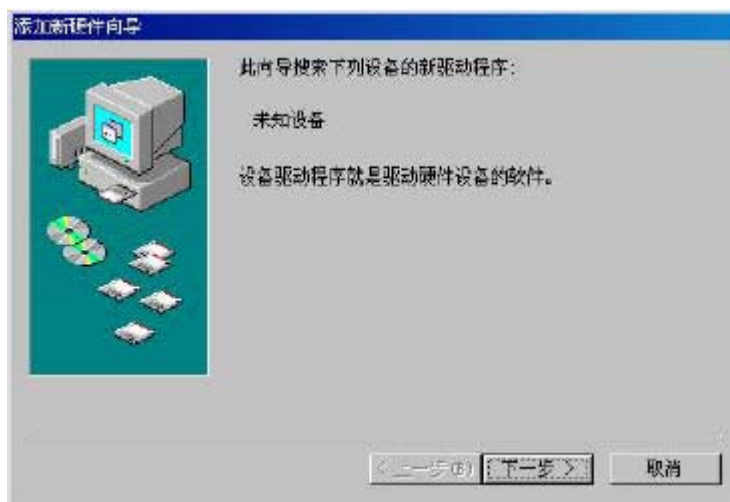 添加新硬件向导
此向导搜索下列设备的新驱动程序：
未知设备
设备驱动程序就是驱动硬件设备的软件。
< 上一步(B)
下一步 >
取消